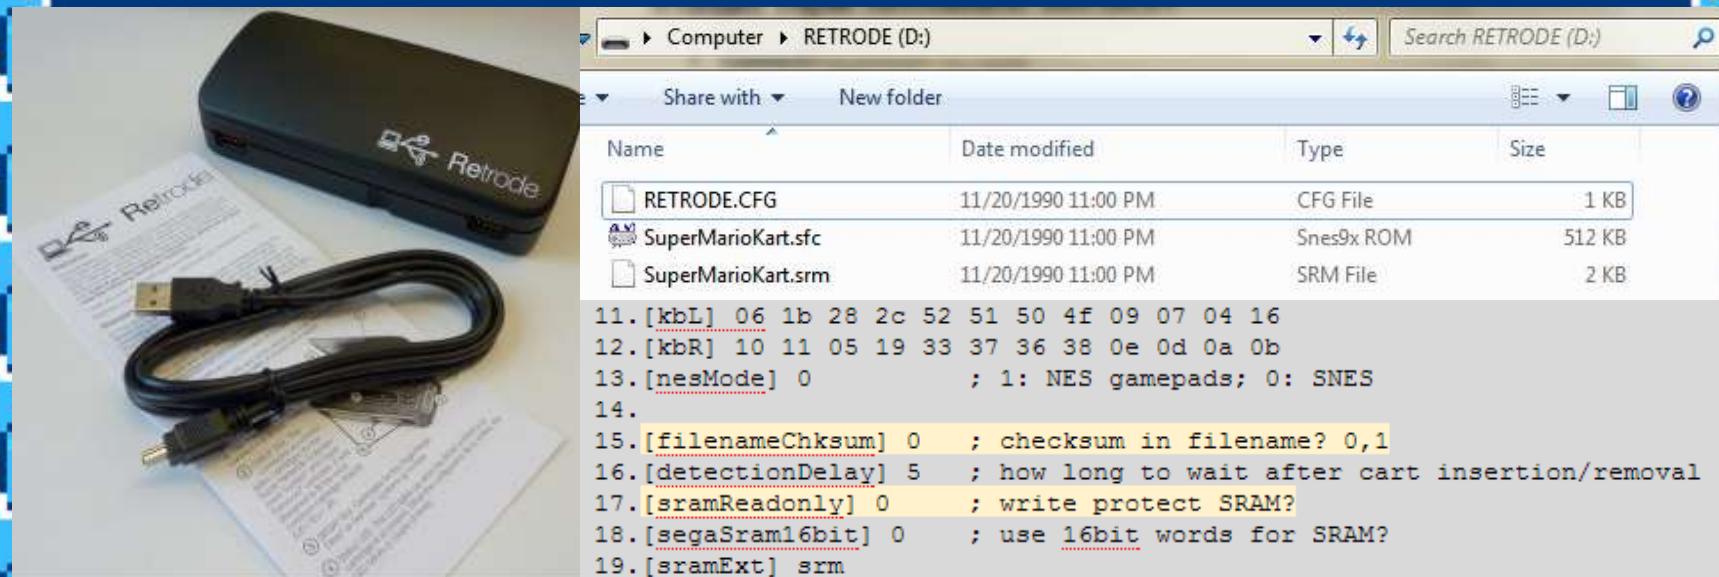 Retrode
Retrode
Computer RETRODE (D:)
Search RETRODE (D:)
Share with
New folder
Name Date modified Type Size
RETRODE.CFG 11/20/1990 11:00 PM CFG File 1 KB
SuperMarioKart.sfc 11/20/1990 11:00 PM Snes9x ROM 512 KB
SuperMarioKart.srm 11/20/1990 11:00 PM SRM File 2 KB
11.[kbL] 06 1b 28 2c 52 51 50 4f 09 07 04 16
12.[kbR] 10 11 05 19 33 37 36 38 0e 0d 0a 0b
13.[nesMode] 0 ; 1: NES gamepads; 0: SNES
14.
15.[filenameChksum] 0 ; checksum in filename? 0,1
16.[detectionDelay] 5 ; how long to wait after cart insertion/removal
17.[sramReadonly] 0 ; write protect SRAM?
18.[segaSram16bit] 0 ; use 16bit words for SRAM?
19.[sramExt] srm